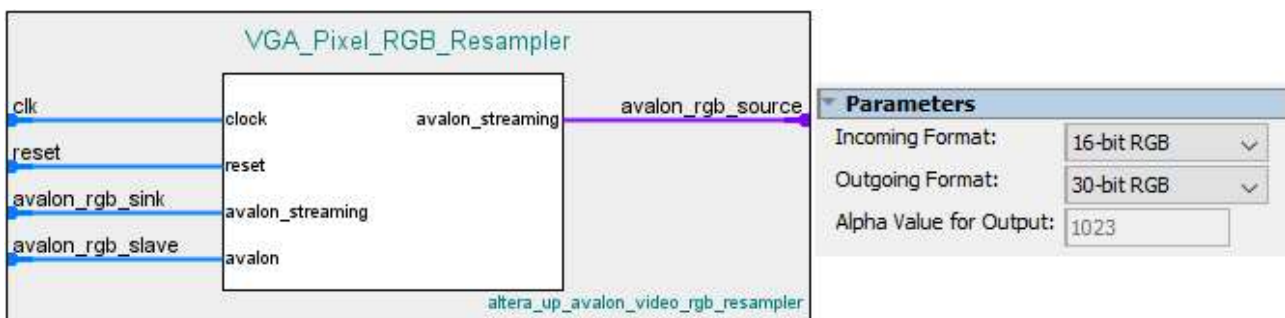 VGA_Pixel_RGB_Resampler
clk
clock
avalon_streaming
avalon_rgb_source
reset
reset
avalon_rgb_sink
avalon_streaming
avalon_rgb_slave
avalon
altera_up_avalon_video_rgb_resampler
Parameters
Incoming Format: 16-bit RGB
Outgoing Format: 30-bit RGB
Alpha Value for Output: 1023